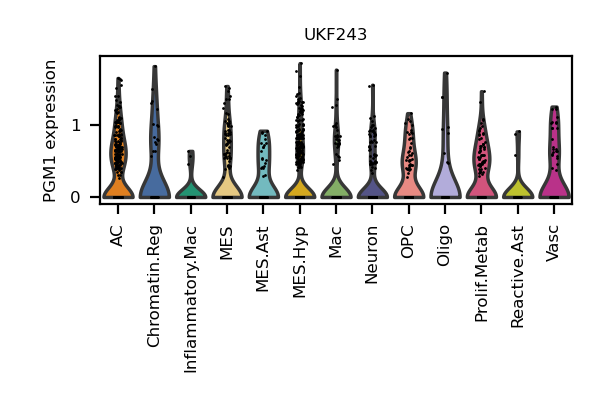 UKF243
PGM1 expression
1
0
AC
Chromatin.Reg
Inflammatory.Mac
MES
MES.Ast
MES.Hyp
Mac
Neuron
OPC
Oligo
Prolif.Metab
Reactive.Ast
Vasc